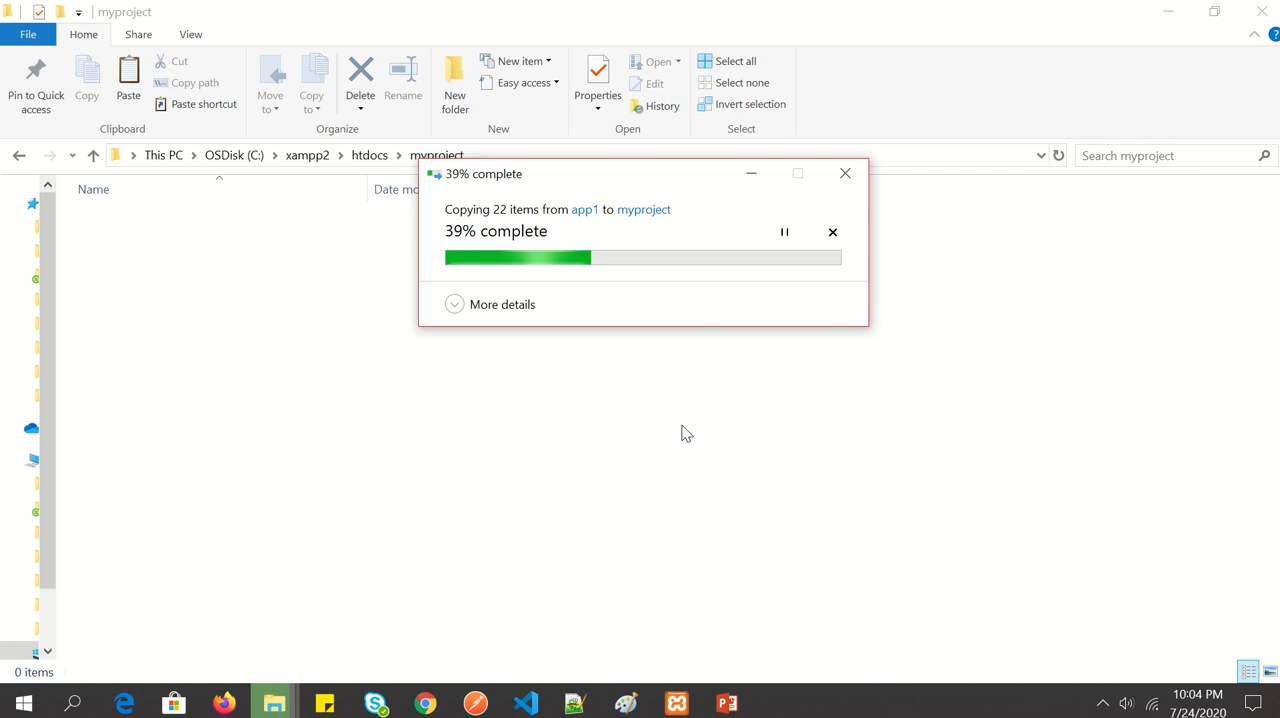 myproject
File Home Share View
Pin to Quick access
Copy
Paste
Cut
Copy path
Paste shortcut
Clipboard
Move to
Copy to
Delete
Rename
Organize
New folder
New item
Easy access
New
Properties
Open
Edit
History
Open
Select all
Select none
Invert selection
Select
This PC OSDisk (C:) xampp2 htdocs myproject
Search myproject
Name
Date mo
39% complete
Copying 22 items from app1 to myproject
39% complete
More details
0 items
10:04 PM
7/24/2020